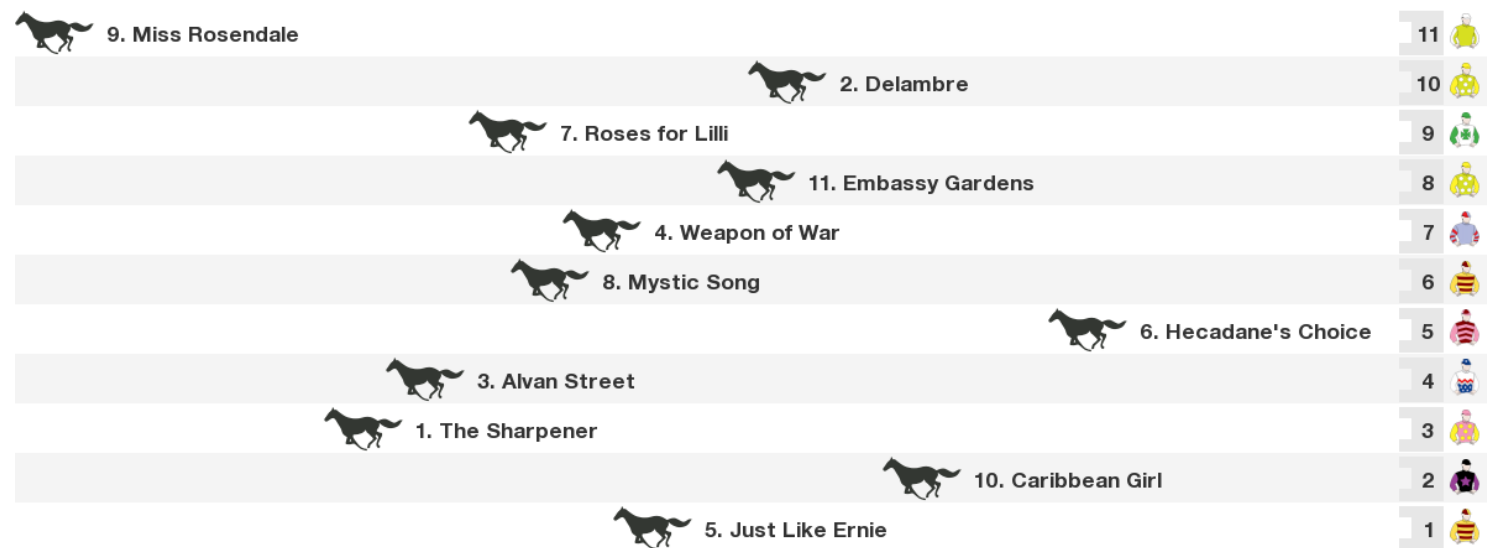 9. Miss Rosendale 11
2. Delambre 10
7. Roses for Lilli 9
11. Embassy Gardens 8
4. Weapon of War 7
8. Mystic Song 6
6. Hecadane's Choice 5
3. Alvan Street 4
1. The Sharpener 3
10. Caribbean Girl 2
5. Just Like Ernie 1